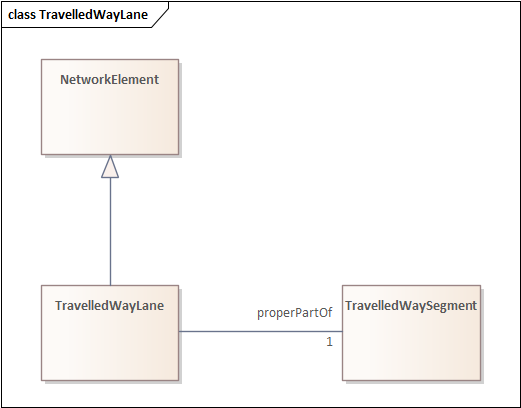 class TravelledWayLane
NetworkElement
TravelledWayLane
properPartOf
1
TravelledWaySegment